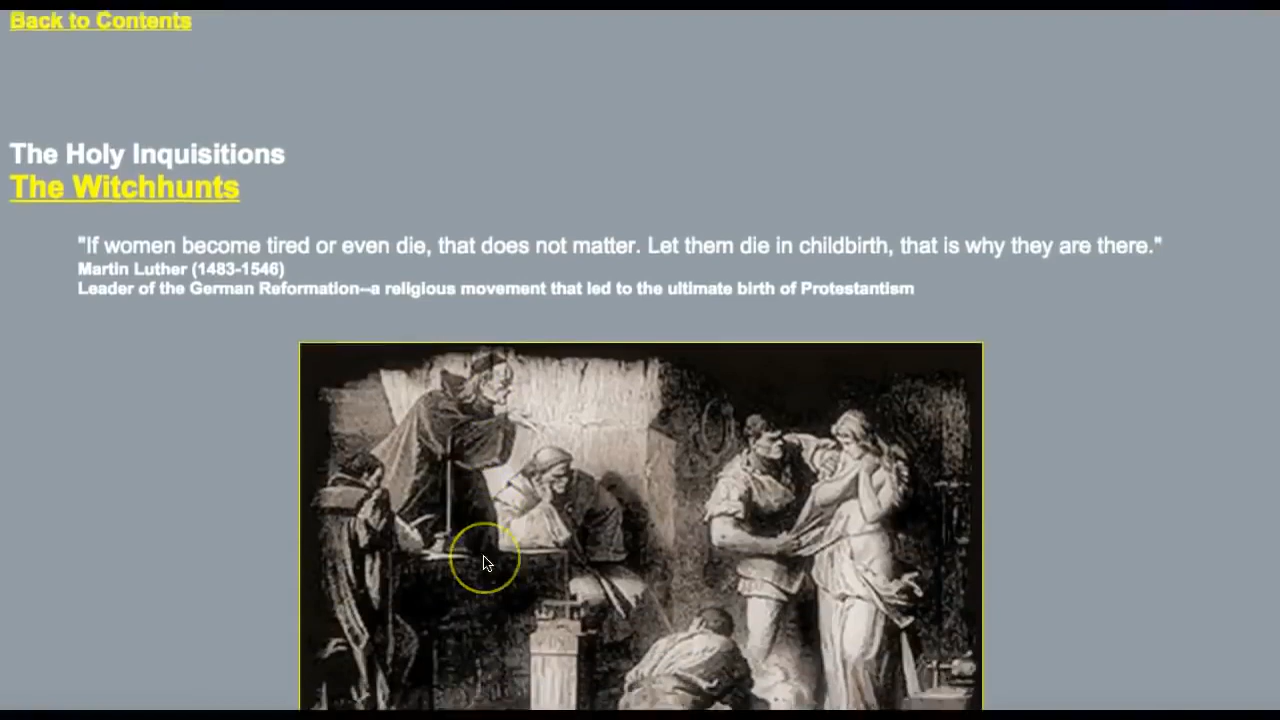 Back to Contents
The Holy Inquisitions
The Witchhunts
"If women become tired or even die, that does not matter. Let them die in childbirth, that is why they are there."
Martin Luther (1483-1546)
Leader of the German Reformation--a religious movement that led to the ultimate birth of Protestantism